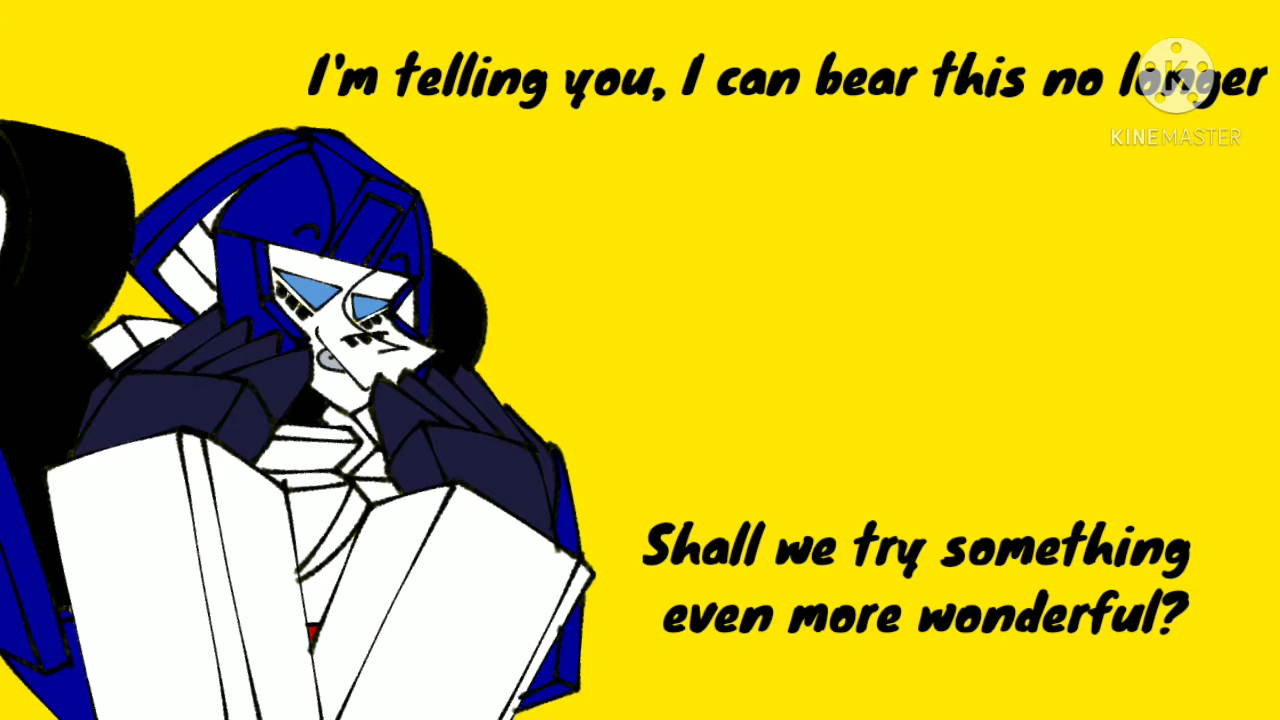 I'm telling you, I can bear this no longer
KINEMASTER
Shall we try something
even more wonderful?